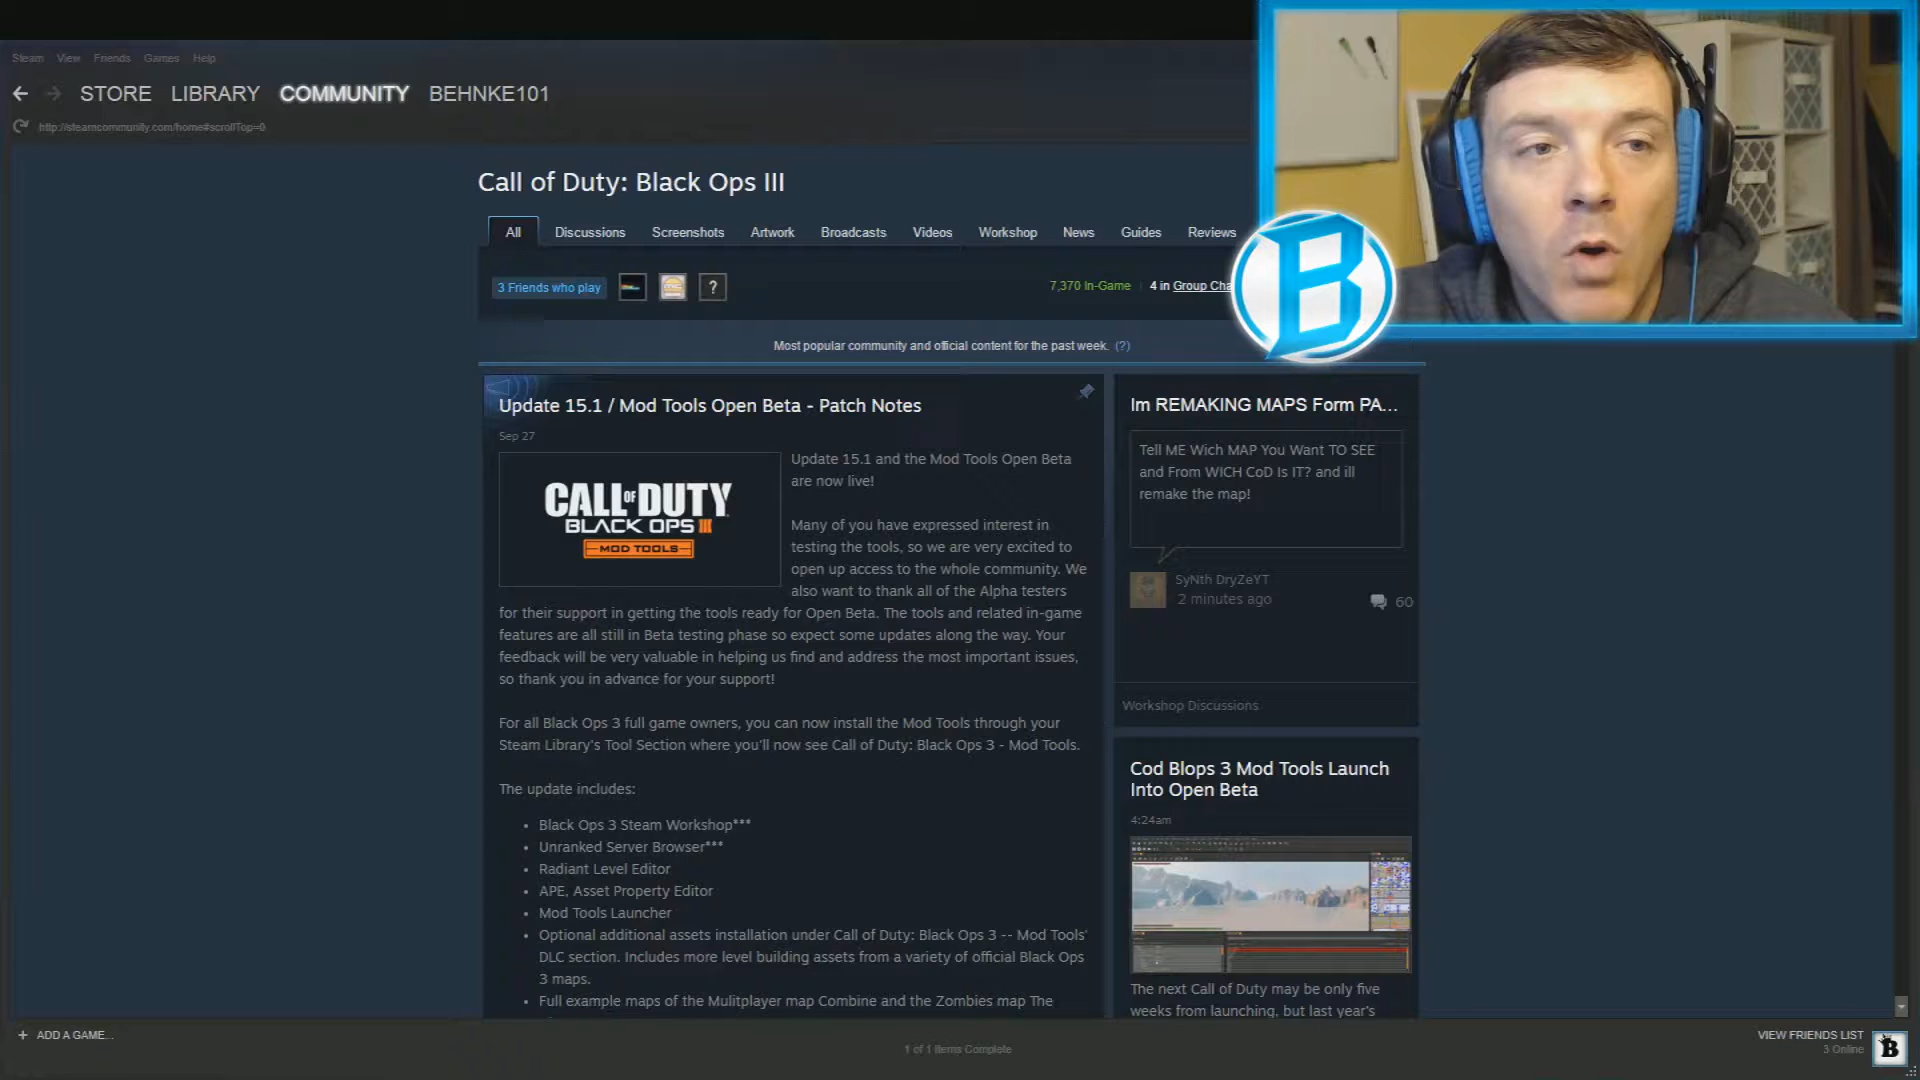 Steam View Friends Games Help
STORE LIBRARY COMMUNITY BEHNKE101
http://steamcommunity.com/home#scrollTop=0
Call of Duty: Black Ops III
All Discussions Screenshots Artwork Broadcasts Videos Workshop News Guides Reviews
3 Friends who play ? 7,370 In-Game 4 in Group Cha
B
Most popular community and official content for the past week. (?)
Update 15.1 / Mod Tools Open Beta - Patch Notes
Sep 27
CALL OF DUTY
BLACK OPS III
MOD TOOLS
Update 15.1 and the Mod Tools Open Beta
are now live!
Many of you have expressed interest in
testing the tools, so we are very excited to
open up access to the whole community. We
also want to thank all of the Alpha testers
for their support in getting the tools ready for Open Beta. The tools and related in-game
features are all still in Beta testing phase so expect some updates along the way. Your
feedback will be very valuable in helping us find and address the most important issues,
so thank you in advance for your support!
For all Black Ops 3 full game owners, you can now install the Mod Tools through your
Steam Library's Tool Section where you'll now see Call of Duty: Black Ops 3 - Mod Tools.
The update includes:
• Black Ops 3 Steam Workshop***
• Unranked Server Browser***
• Radiant Level Editor
• APE, Asset Property Editor
• Mod Tools Launcher
• Optional additional assets installation under Call of Duty: Black Ops 3 -- Mod Tools'
DLC section. Includes more level building assets from a variety of official Black Ops
3 maps.
• Full example maps of the Mulitplayer map Combine and the Zombies map The
Im REMAKING MAPS Form PA...
Tell ME Wich MAP You Want TO SEE
and From WICH CoD Is IT? and ill
remake the map!
SyNth DryZeYT
2 minutes ago
60
Workshop Discussions
Cod Blops 3 Mod Tools Launch
Into Open Beta
4:24am
The next Call of Duty may be only five
weeks from launching, but last year's
+ ADD A GAME...
1 of 1 Items Complete
VIEW FRIENDS LIST
3 Online
B